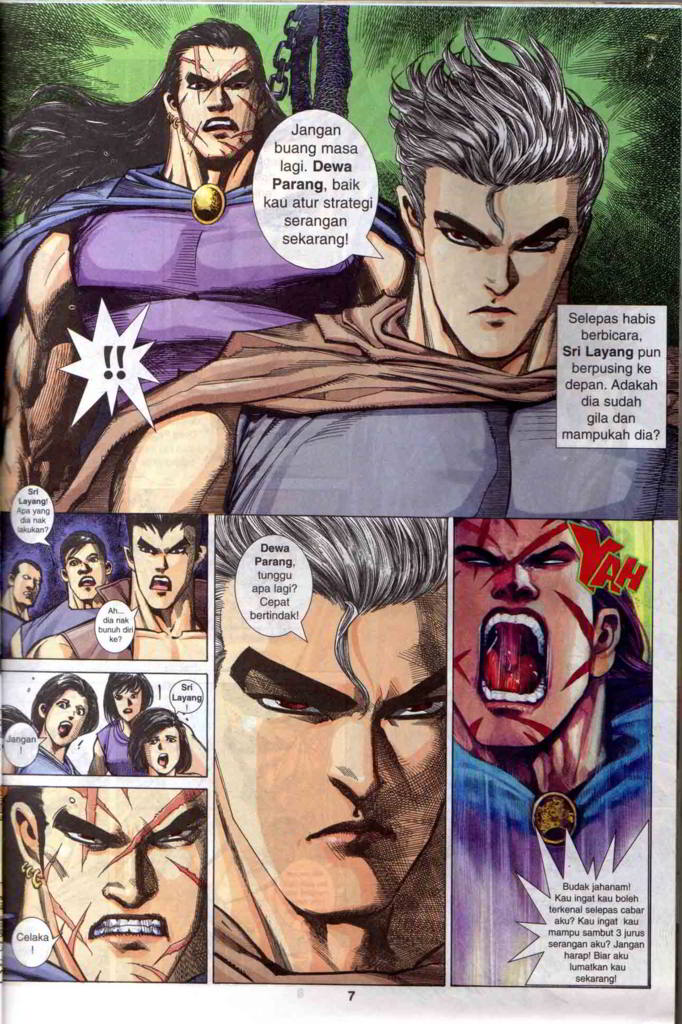 Jangan
buang masa
lagi. Dewa
Parang, baik
kau atur strategi
serangan
sekarang!
!!
Selepas habis
berbicara,
Sri Layang pun
berpusing ke
depan. Adakah
dia sudah
gila dan
mampukah dia?
Sri
Layang!
Apa yang
dia nak
lakukan?
Ah...
dia nak
bunuh diri
ke?
Jangan
!
Sri
Layang
!
Celaka
!
Dewa
Parang,
tunggu
apa lagi?
Cepat
bertindak!
YAH
Budak jahanam!
Kau ingat kau boleh
terkenal selepas cabar
aku? Kau ingat kau
mampu sambut 3 jurus
serangan aku? Jangan
harap! Biar aku
lumatkan kau
sekarang!
7